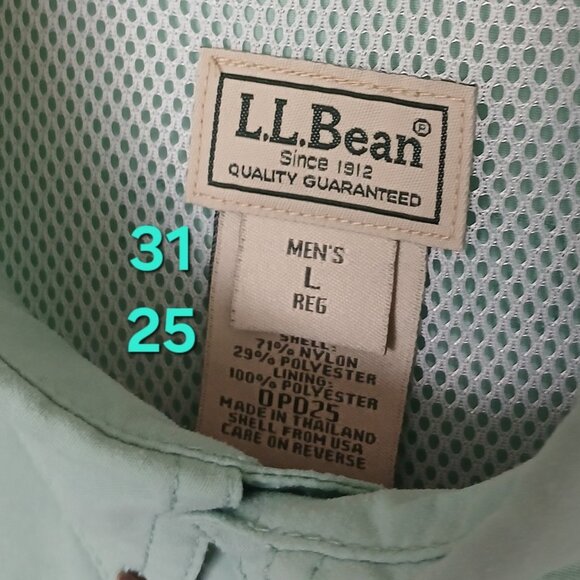 L.L.Bean®
Since 1912
QUALITY GUARANTEED
31
25
MEN'S
L
REG
SHELL:
71% NYLON
29% POLYESTER
LINING:
100% POLYESTER
0PD25
MADE IN THAILAND
SHELL FROM USA
CARE ON REVERSE